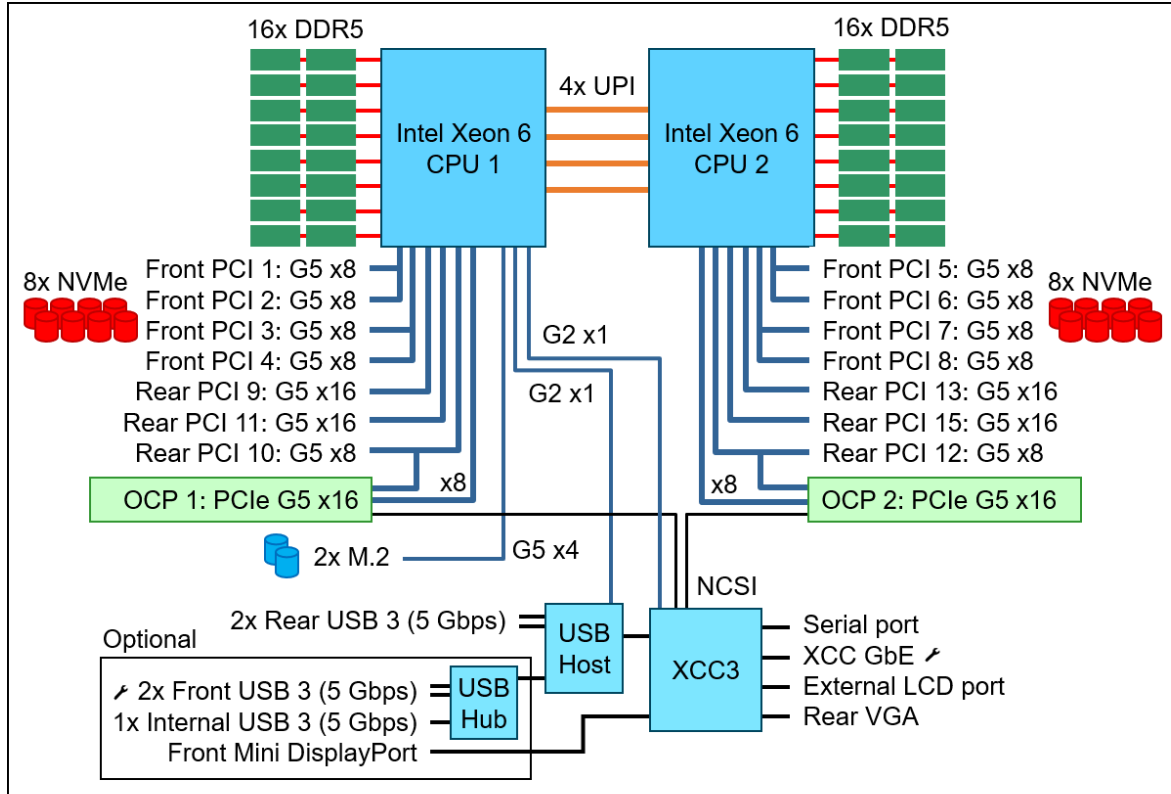 16x DDR5
16x DDR5
4x UPI
Intel Xeon 6
CPU 1
Intel Xeon 6
CPU 2
8x NVMe
Front PCI 1: G5 x8
Front PCI 2: G5 x8
Front PCI 3: G5 x8
Front PCI 4: G5 x8
Rear PCI 9: G5 x16
Rear PCI 11: G5 x16
Rear PCI 10: G5 x8
x8
OCP 1: PCIe G5 x16
G2 x1
G2 x1
Front PCI 5: G5 x8
Front PCI 6: G5 x8
Front PCI 7: G5 x8
Front PCI 8: G5 x8
Rear PCI 13: G5 x16
Rear PCI 15: G5 x16
Rear PCI 12: G5 x8
x8
OCP 2: PCIe G5 x16
8x NVMe
2x M.2
G5 x4
NCSI
2x Rear USB 3 (5 Gbps)
USB
Host
XCC3
Serial port
XCC GbE
External LCD port
Rear VGA
Optional
2x Front USB 3 (5 Gbps)
1x Internal USB 3 (5 Gbps)
USB
Hub
Front Mini DisplayPort